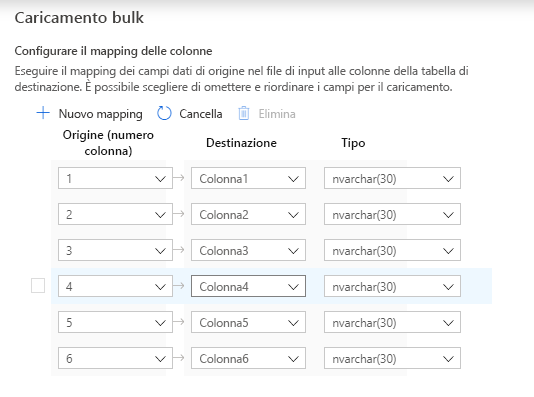 Caricamento bulk
Configurare il mapping delle colonne
Eseguire il mapping dei campi dati di origine nel file di input alle colonne della tabella di
destinazione. È possibile scegliere di omettere e riordinare i campi per il caricamento.
Nuovo mapping Cancella Elimina
Origine (numero
colonna) Destinazione Tipo
1 Colonna1 nvarchar(30)
2 Colonna2 nvarchar(30)
3 Colonna3 nvarchar(30)
4 Colonna4 nvarchar(30)
5 Colonna5 nvarchar(30)
6 Colonna6 nvarchar(30)